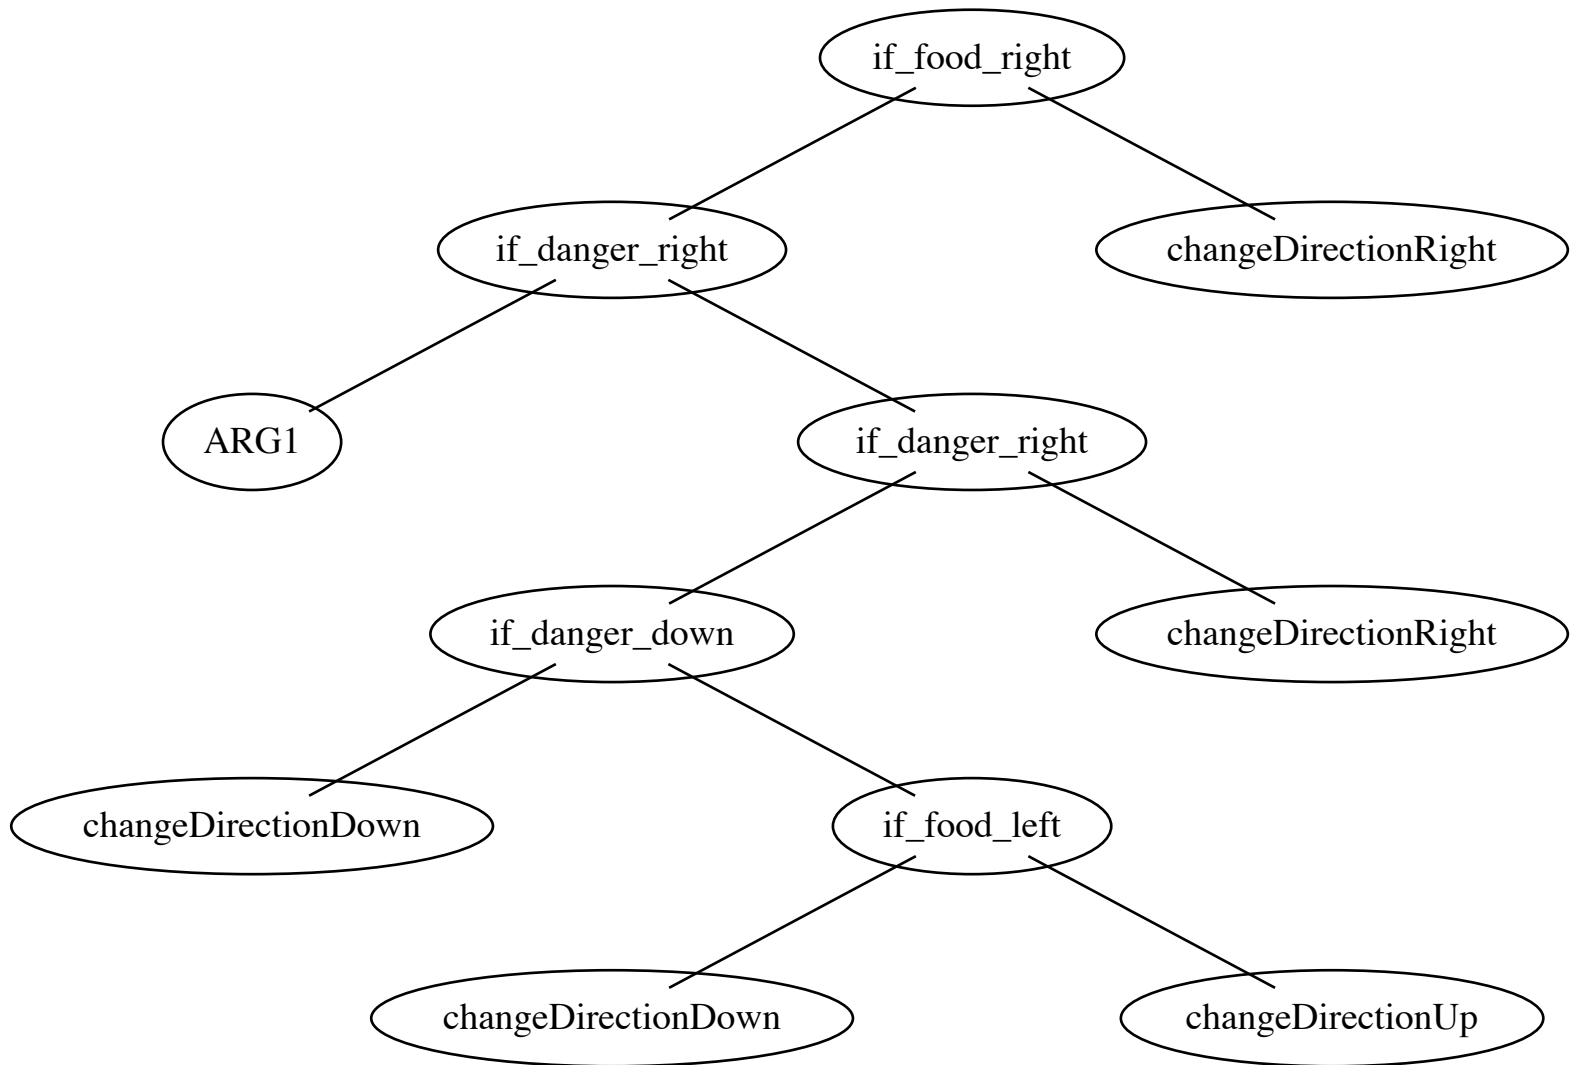 if_food_right
if_danger_right
changeDirectionRight
ARG1
if_danger_right
if_danger_down
changeDirectionRight
changeDirectionDown
if_food_left
changeDirectionDown
changeDirectionUp